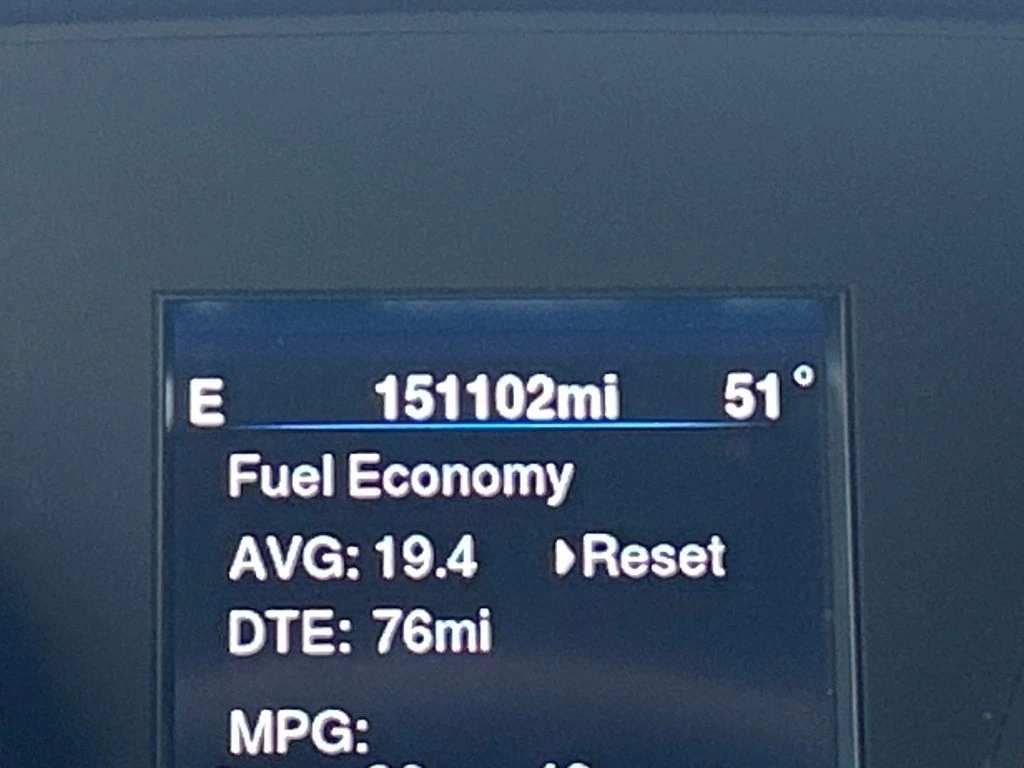 E 151102mi 51°
Fuel Economy
AVG: 19.4 Reset
DTE: 76mi
MPG: